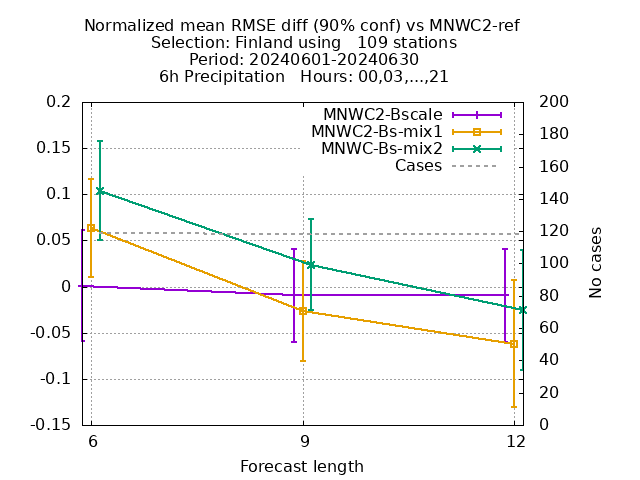 Normalized mean RMSE diff (90% conf) vs MNWC2-ref
Selection: Finland using   109 stations
Period: 20240601-20240630
6h Precipitation   Hours: 00,03,...,21
MNWC2-Bscale
MNWC2-Bs-mix1
MNWC-Bs-mix2
Cases
0.2
0.15
0.1
0.05
0
-0.05
-0.1
-0.15
200
180
160
140
120
100
80
60
40
20
0
No cases
6 9 12
Forecast length